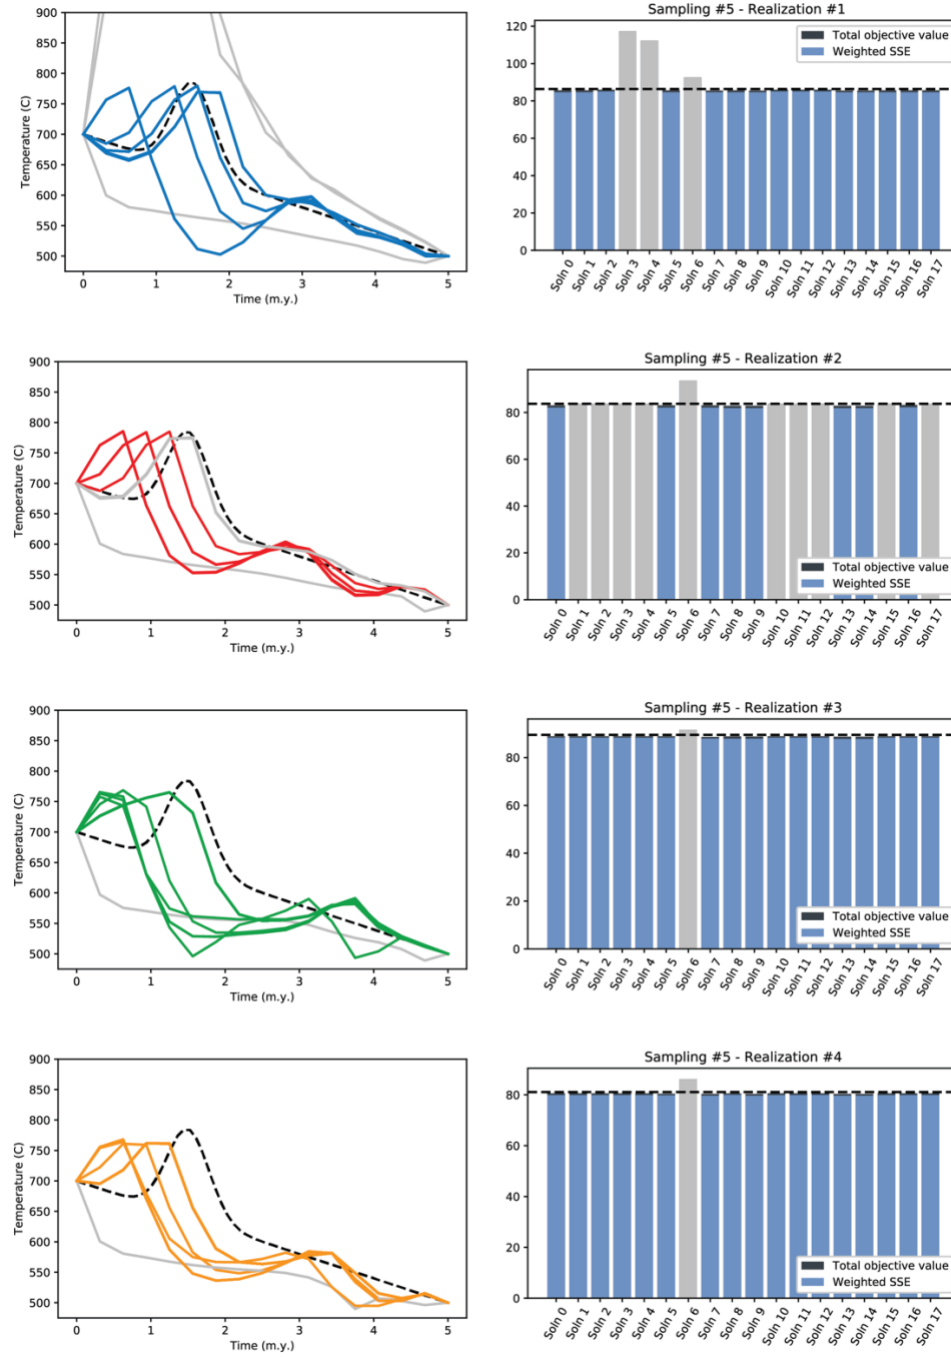 900
850
800
750
700
650
600
550
500
Temperature (C)
0
1
2
3
4
5
Time (m.y.)
Sampling #5 - Realization #1
120
100
80
60
40
20
0
Total objective value
Weighted SSE
Soln 0
Soln 1
Soln 2
Soln 3
Soln 4
Soln 5
Soln 6
Soln 7
Soln 8
Soln 9
Soln 10
Soln 11
Soln 12
Soln 13
Soln 14
Soln 15
Soln 16
Soln 17
900
850
800
750
700
650
600
550
500
Temperature (C)
0
1
2
3
4
5
Time (m.y.)
Sampling #5 - Realization #2
80
60
40
20
0
Total objective value
Weighted SSE
Soln 0
Soln 1
Soln 2
Soln 3
Soln 4
Soln 5
Soln 6
Soln 7
Soln 8
Soln 9
Soln 10
Soln 11
Soln 12
Soln 13
Soln 14
Soln 15
Soln 16
Soln 17
900
850
800
750
700
650
600
550
500
Temperature (C)
0
1
2
3
4
5
Time (m.y.)
Sampling #5 - Realization #3
80
60
40
20
0
Total objective value
Weighted SSE
Soln 0
Soln 1
Soln 2
Soln 3
Soln 4
Soln 5
Soln 6
Soln 7
Soln 8
Soln 9
Soln 10
Soln 11
Soln 12
Soln 13
Soln 14
Soln 15
Soln 16
Soln 17
900
850
800
750
700
650
600
550
500
Temperature (C)
0
1
2
3
4
5
Time (m.y.)
Sampling #5 - Realization #4
80
60
40
20
0
Total objective value
Weighted SSE
Soln 0
Soln 1
Soln 2
Soln 3
Soln 4
Soln 5
Soln 6
Soln 7
Soln 8
Soln 9
Soln 10
Soln 11
Soln 12
Soln 13
Soln 14
Soln 15
Soln 16
Soln 17